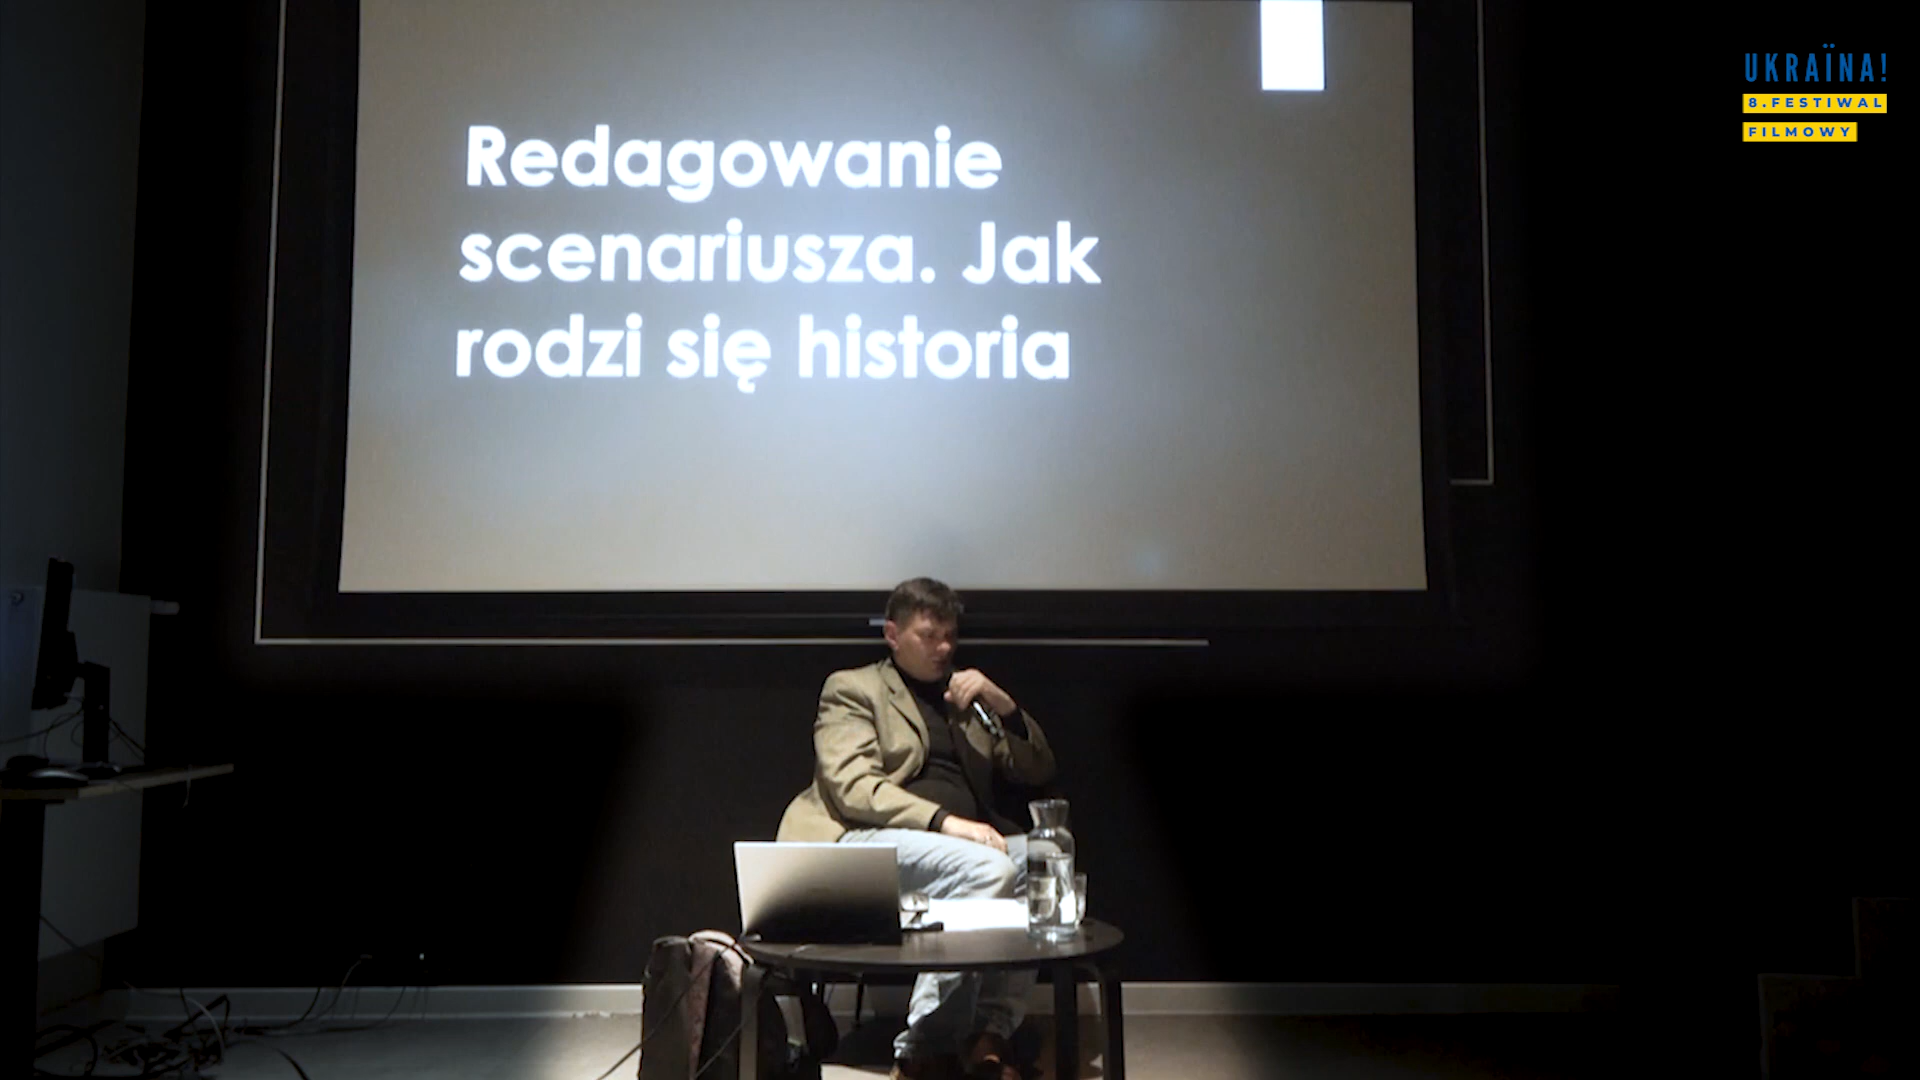 Redagowanie
scenariusza. Jak
rodzi się historia
UKRAÏNA!
8.FESTIWAL
FILMOWY